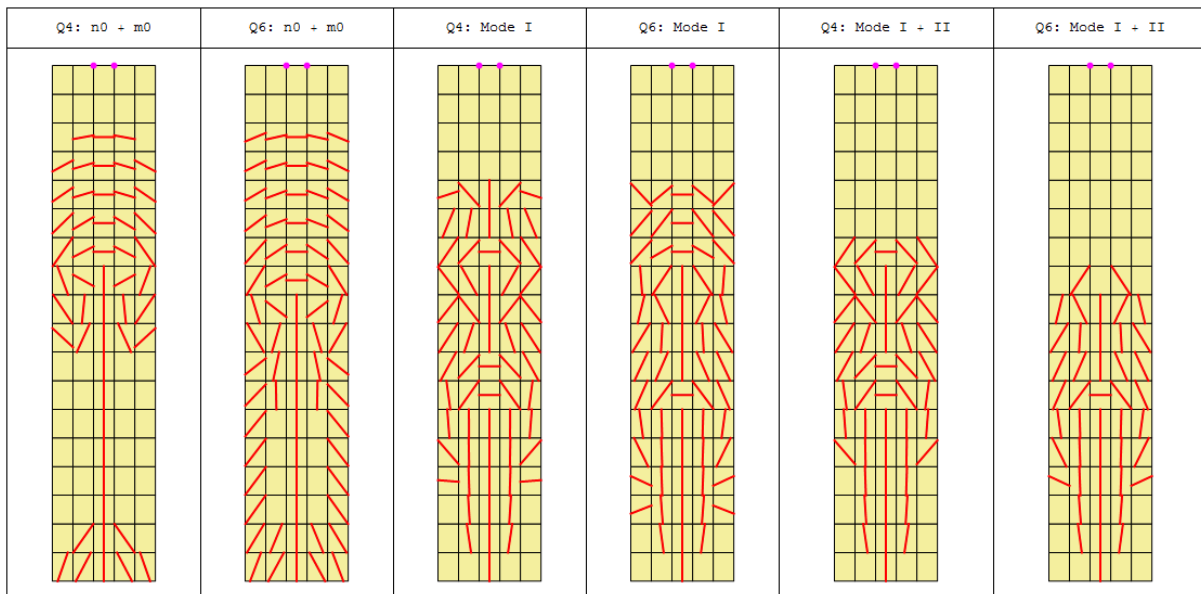 Q4: n0 + m0
Q6: n0 + m0
Q4: Mode I
Q6: Mode I
Q4: Mode I + II
Q6: Mode I + II